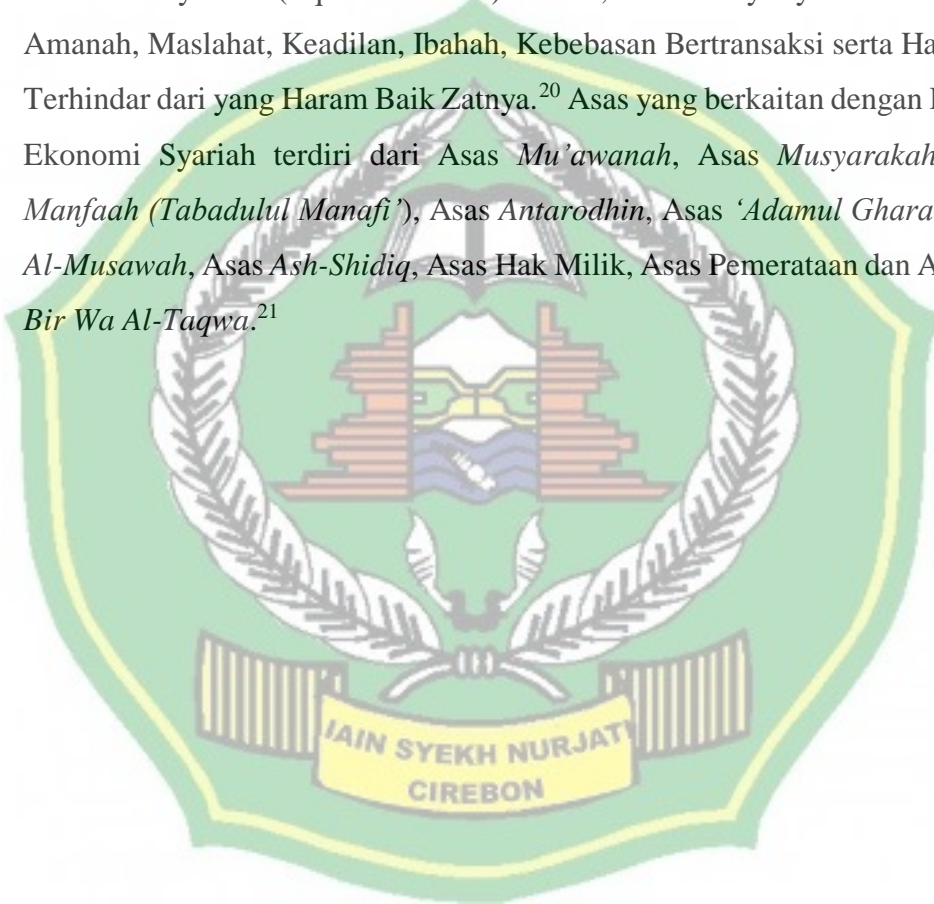 Amanah, Maslahat, Keadilan, Ibahah, Kebebasan Bertransaksi serta Ha
Terhindar dari yang Haram Baik Zatnya.20 Asas yang berkaitan dengan
Ekonomi Syariah terdiri dari Asas Mu’awanah, Asas Musyarakah
Manfaah (Tabadulul Manafi’), Asas Antarodhin, Asas ‘Adamul Ghara
Al-Musawah, Asas Ash-Shidiq, Asas Hak Milik, Asas Pemerataan dan A
Bir Wa Al-Taqwa.21
IAIN SYEKH NURJATI
CIREBON